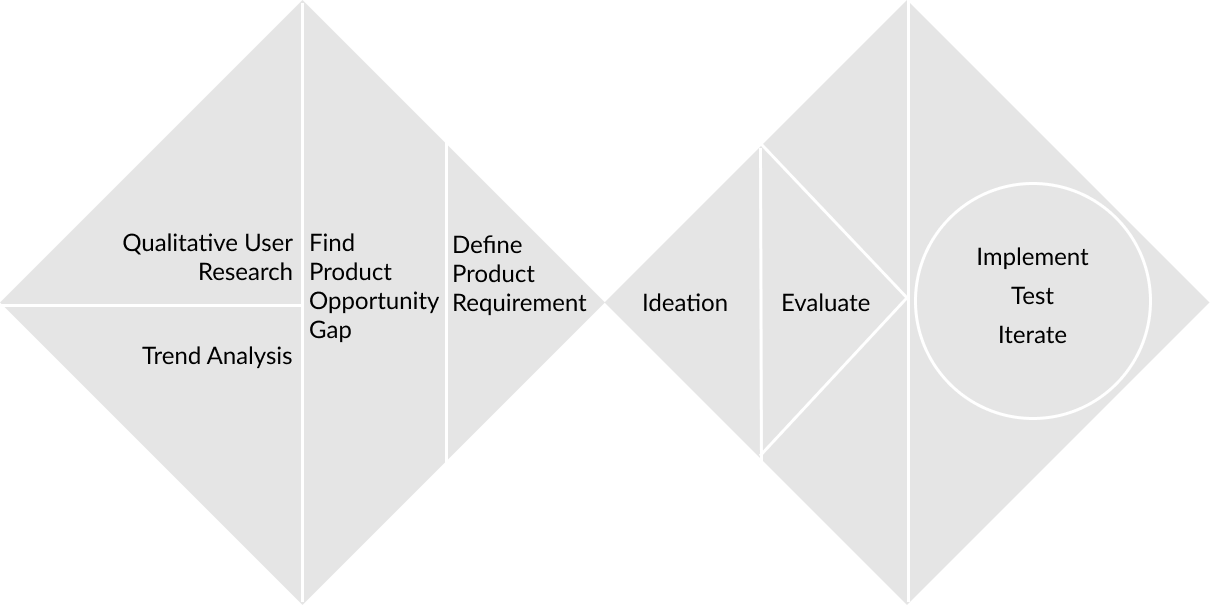 Qualitative User
Research
Trend Analysis
Find
Product
Opportunity
Gap
Define
Product
Requirement
Ideation
Evaluate
Implement
Test
Iterate